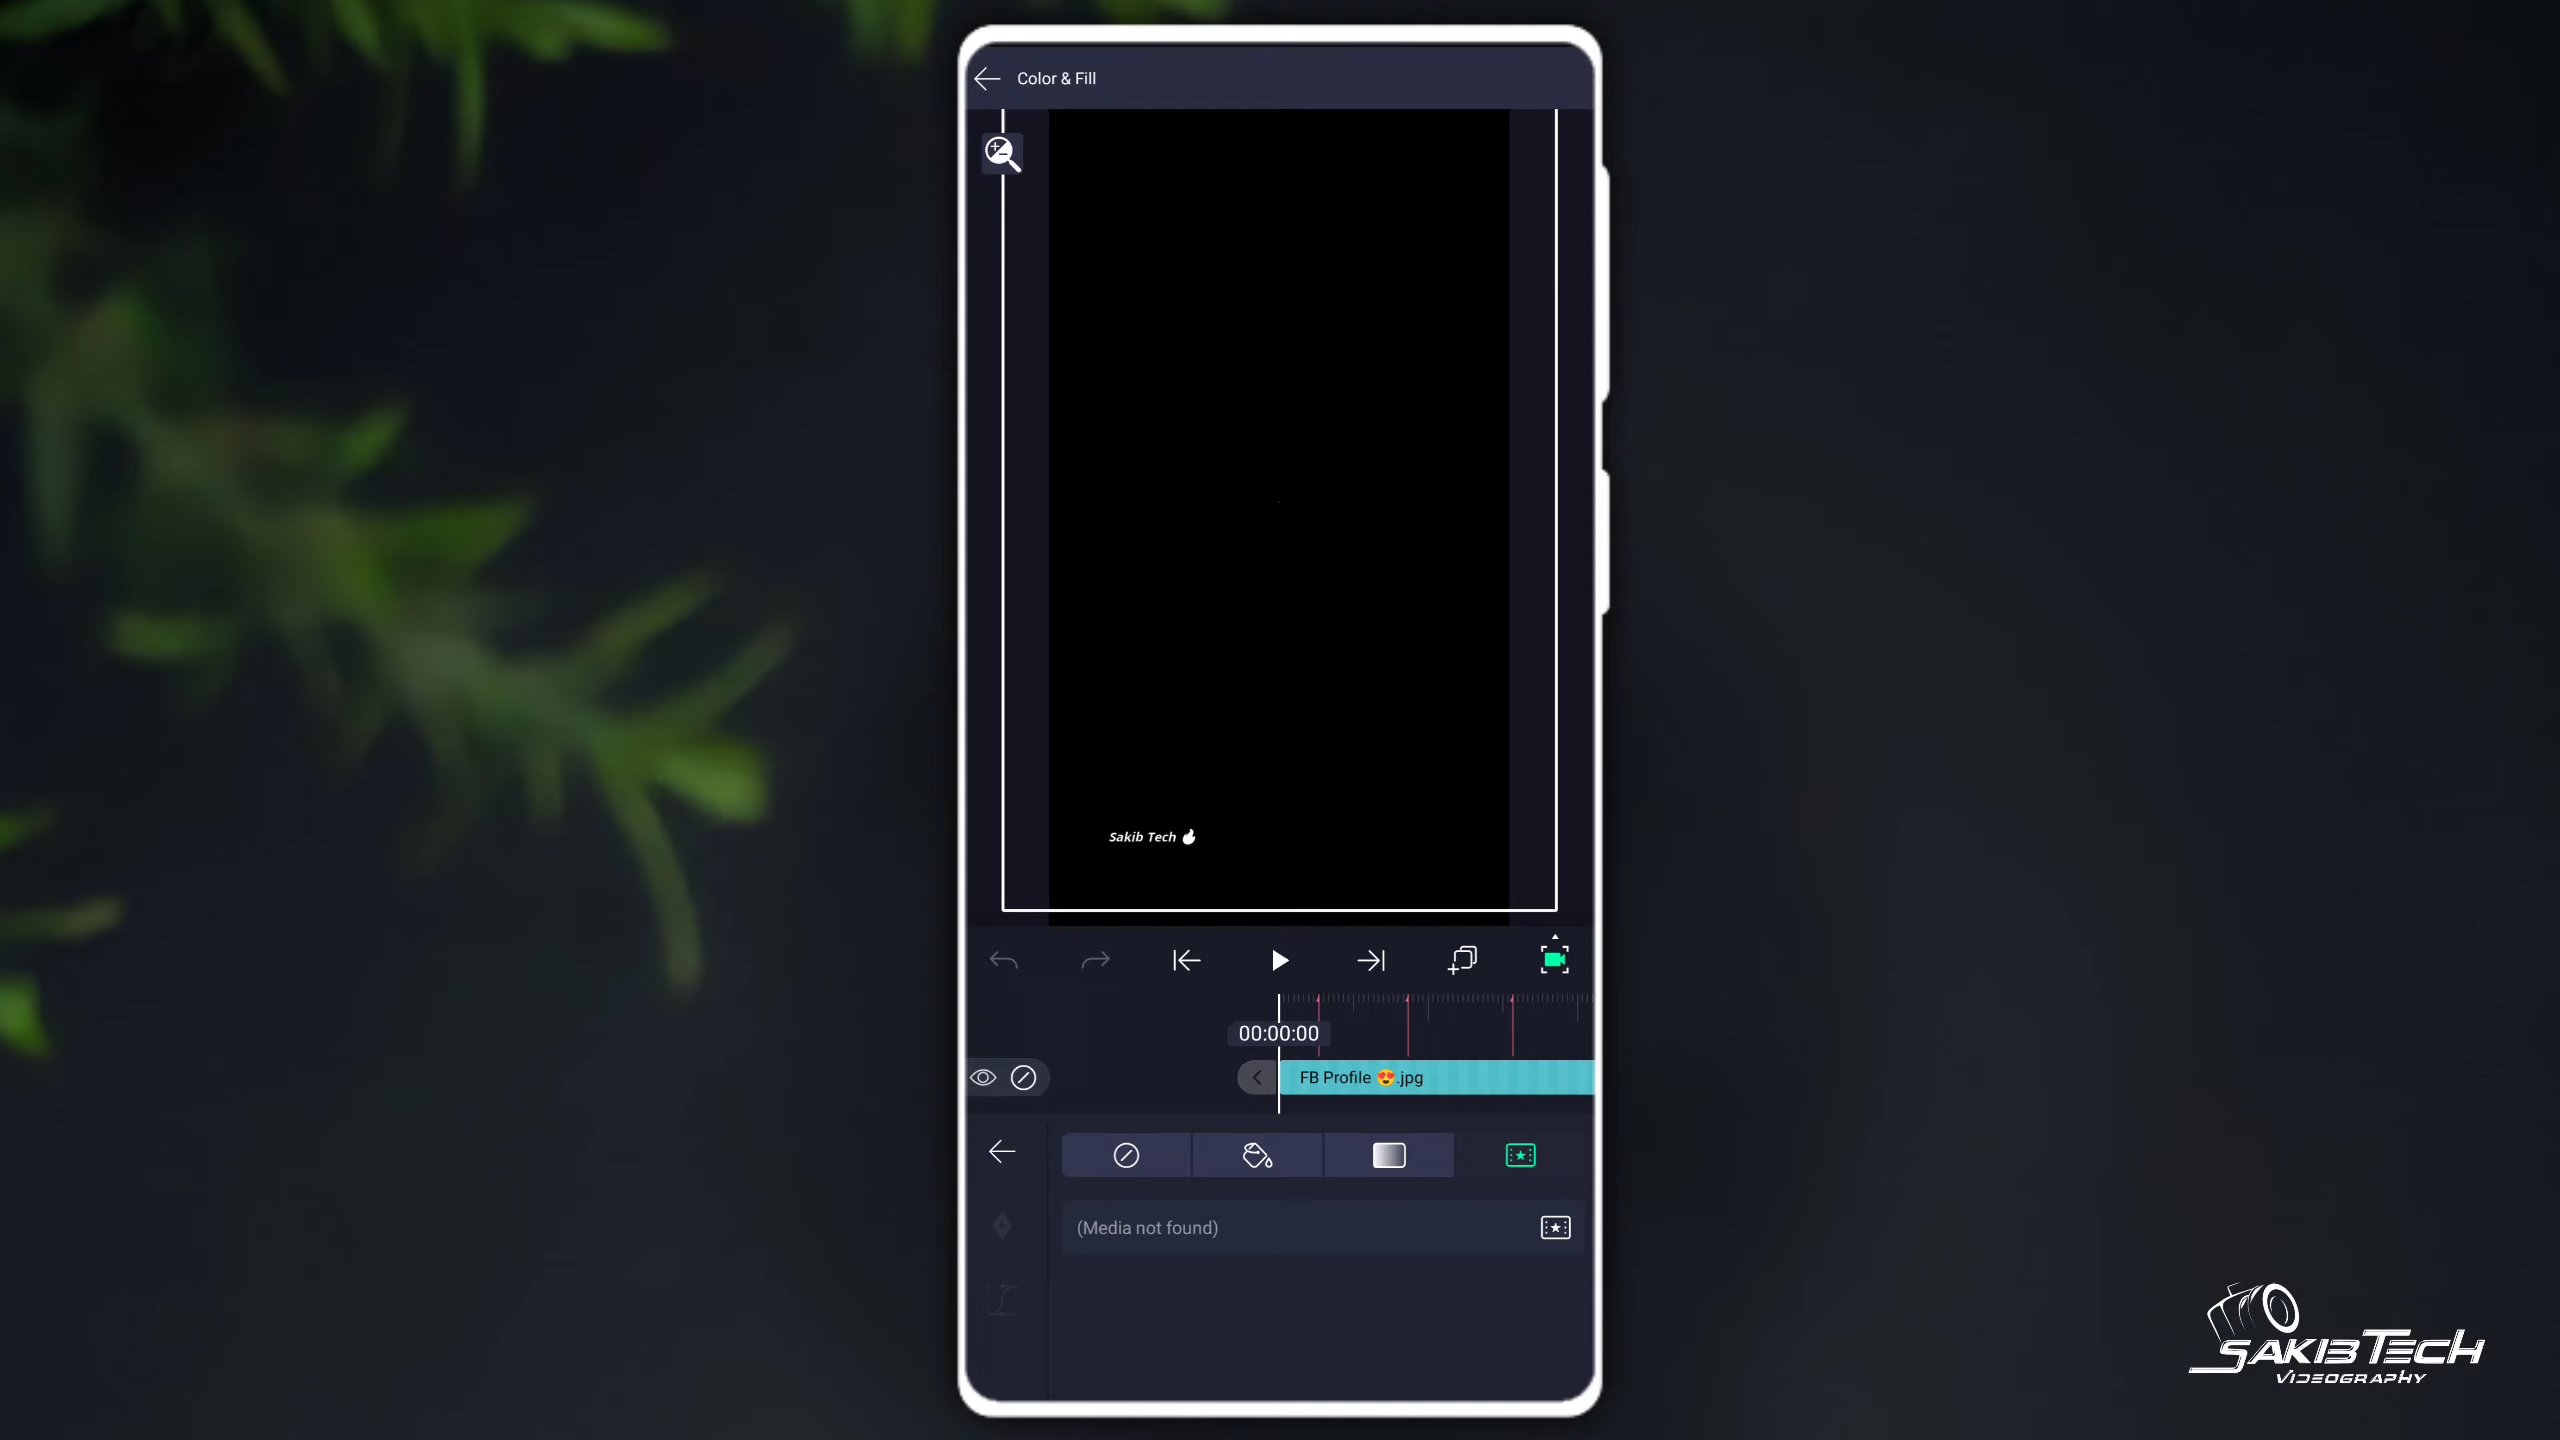 Color & Fill
Sakib Tech 🔥
00:00:00
FB Profile 😍.jpg
(Media not found)
SAKIB TECH
VIDEOGRAPHY